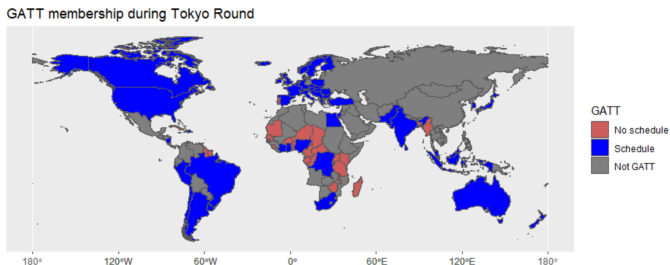 GATT membership during Tokyo Round
GATT
No schedule
Schedule
Not GATT
180° 120°W 60°W 0° 60°E 120°E 180°